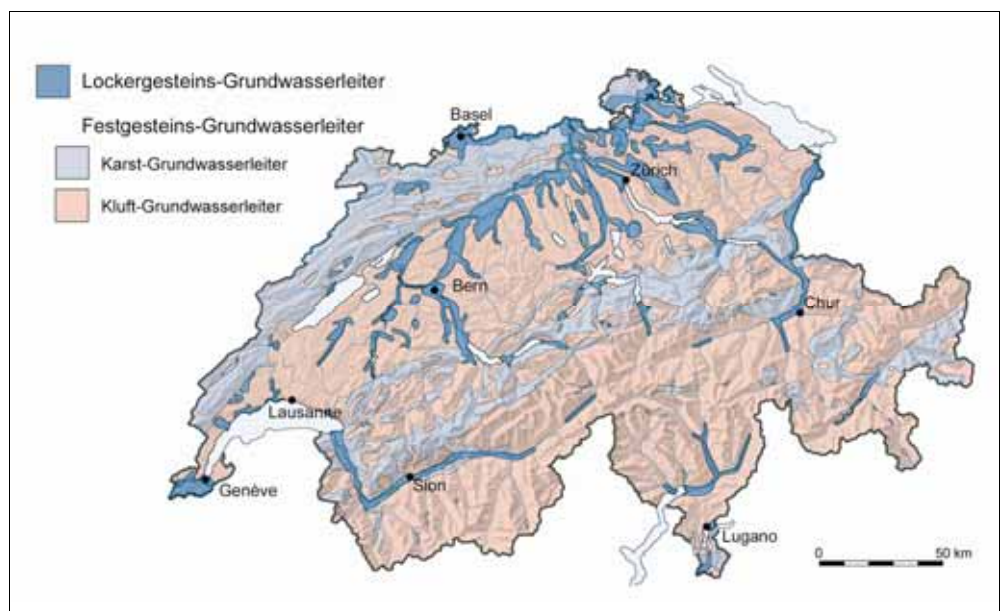 Lockergesteins-Grundwasserleiter
Festgesteins-Grundwasserleiter
Karst-Grundwasserleiter
Kluft-Grundwasserleiter
Basel
Zürich
Bern
Chur
Lausanne
Genève
Sion
Lugano
0 50 km